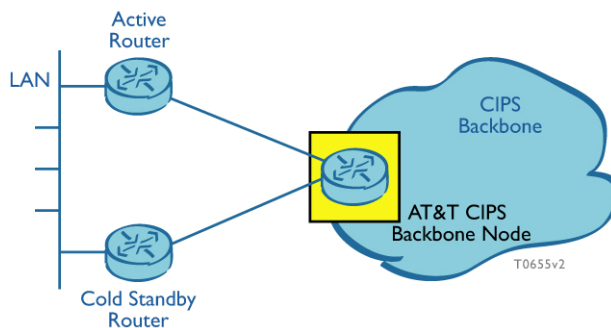 Active
Router
LAN
CIPS
Backbone
AT&T CIPS
Backbone Node
T0655v2
Cold Standby
Router